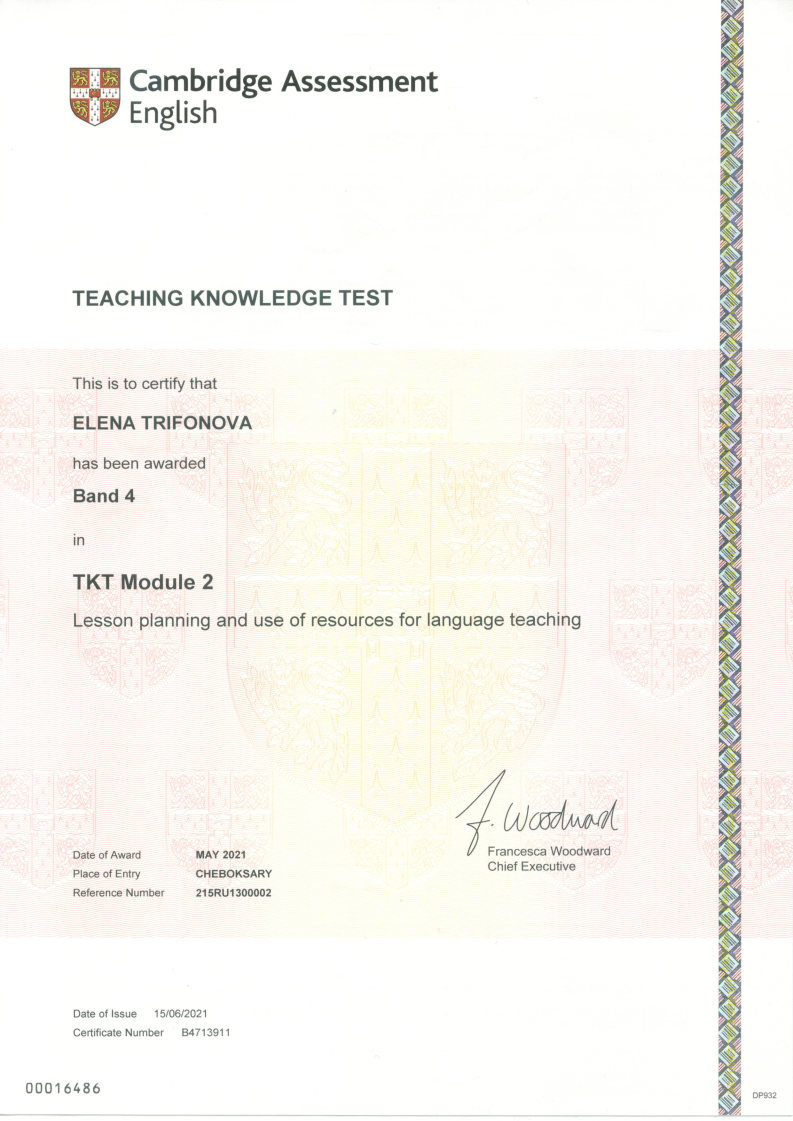 Cambridge Assessment
English
TEACHING KNOWLEDGE TEST
This is to certify that
ELENA TRIFONOVA
has been awarded
Band 4
in
TKT Module 2
Lesson planning and use of resources for language teaching
F. Woodward
Francesca Woodward
Chief Executive
Date of Award MAY 2021
Place of Entry CHEBOKSARY
Reference Number 215RU1300002
Date of Issue 15/06/2021
Certificate Number B4713911
00016486
DP932